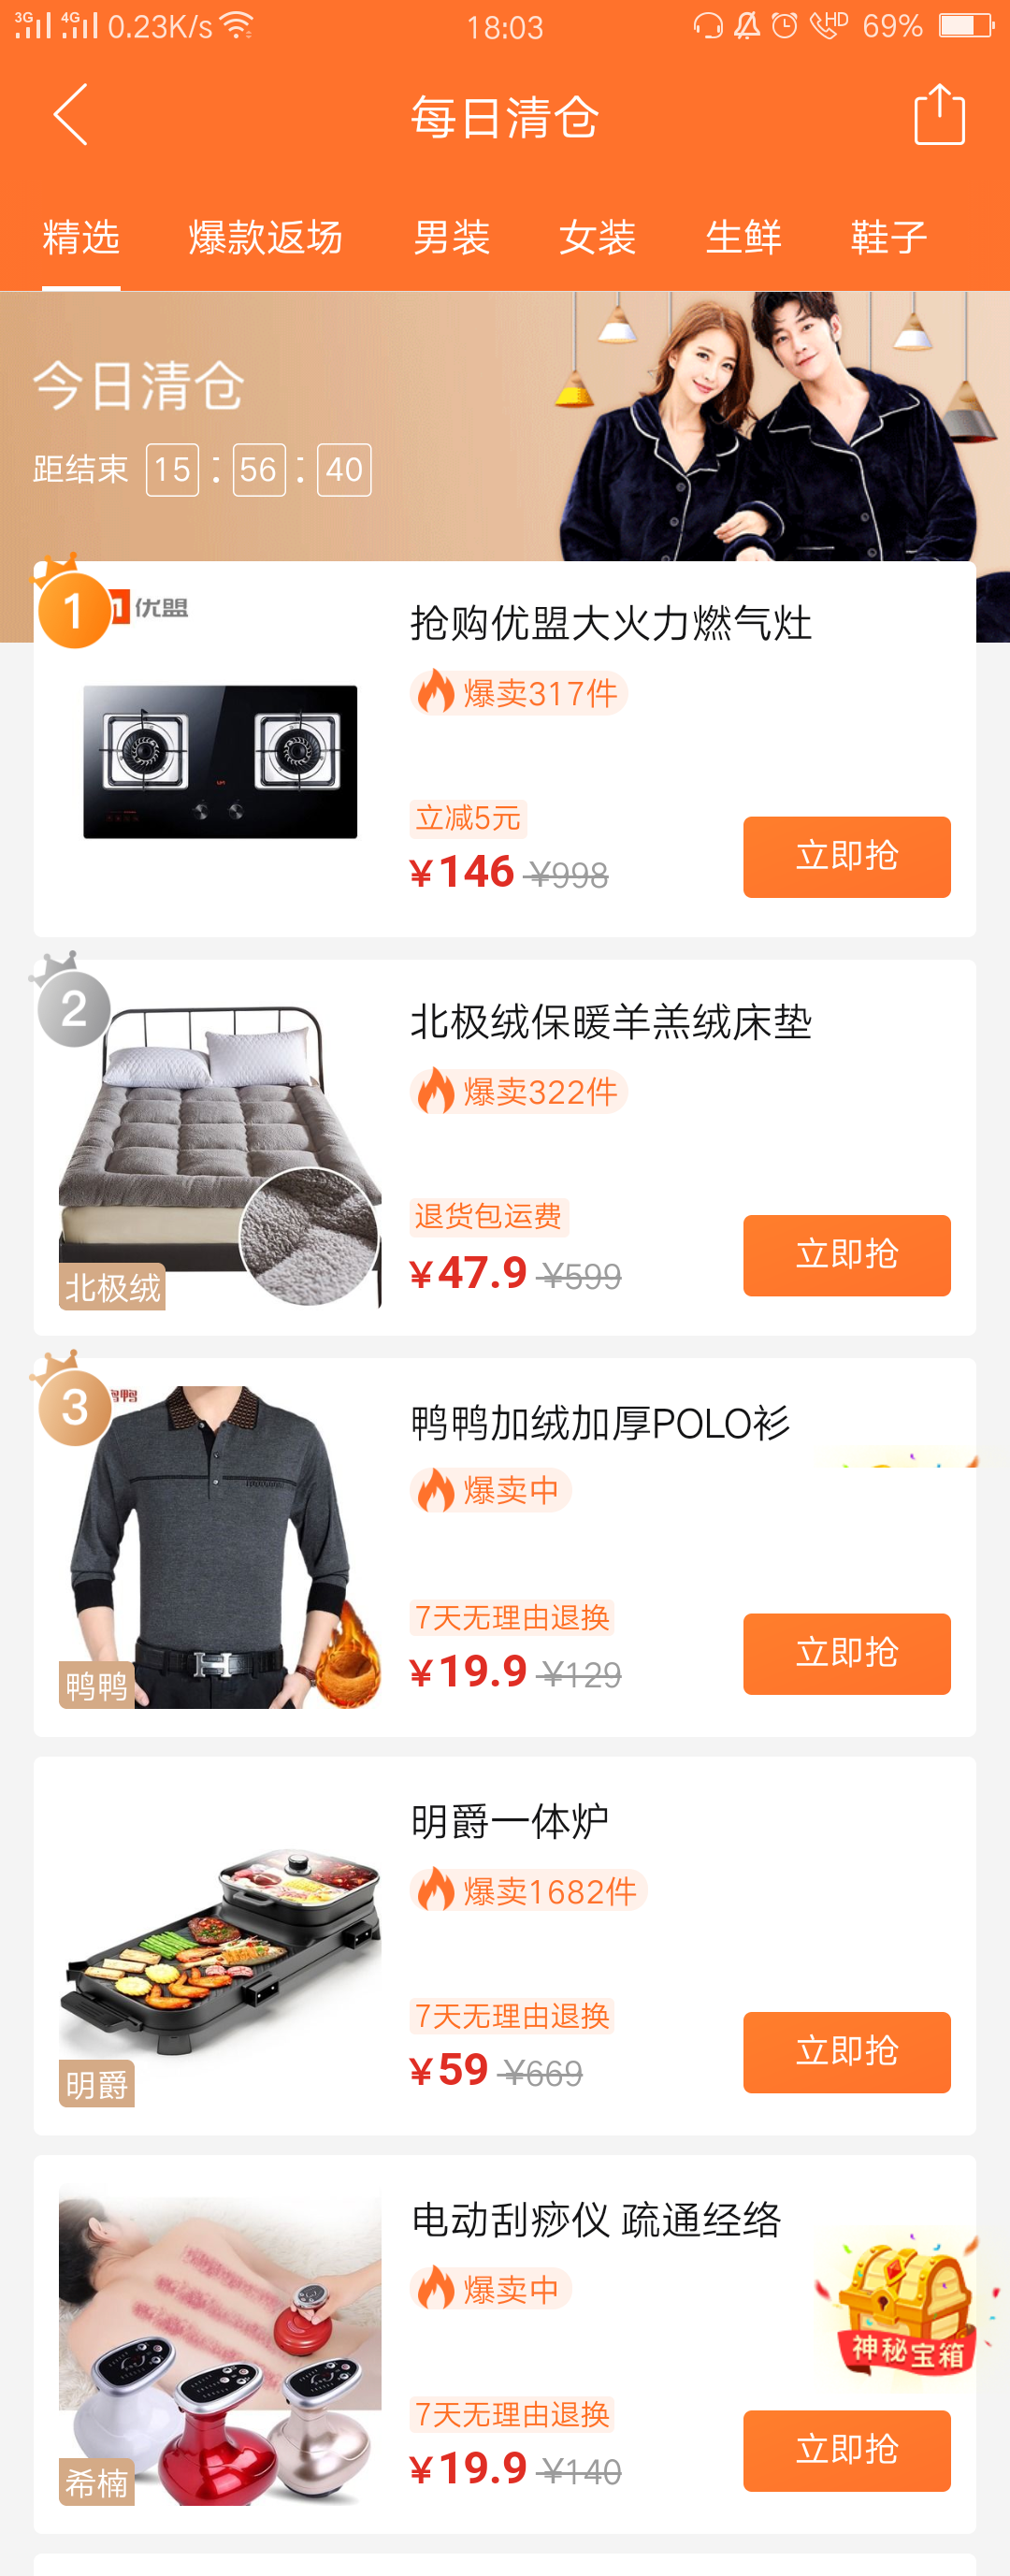 3G 4G 0.23K/s 18:03 HD 69%
每日清仓
精选 爆款返场 男装 女装 生鲜 鞋子
今日清仓
距结束 15 : 56 : 40
1
优盟
抢购优盟大火力燃气灶
爆卖317件
立减5元
¥146 ¥998
立即抢
2
北极绒保暖羊羔绒床垫
爆卖322件
退货包运费
¥47.9 ¥599
立即抢
北极绒
3
鸭鸭加绒加厚POLO衫
爆卖中
7天无理由退换
¥19.9 ¥129
立即抢
鸭鸭
明爵一体炉
爆卖1682件
7天无理由退换
¥59 ¥669
立即抢
明爵
电动刮痧仪 疏通经络
爆卖中
神秘宝箱
7天无理由退换
¥19.9 ¥140
立即抢
希楠